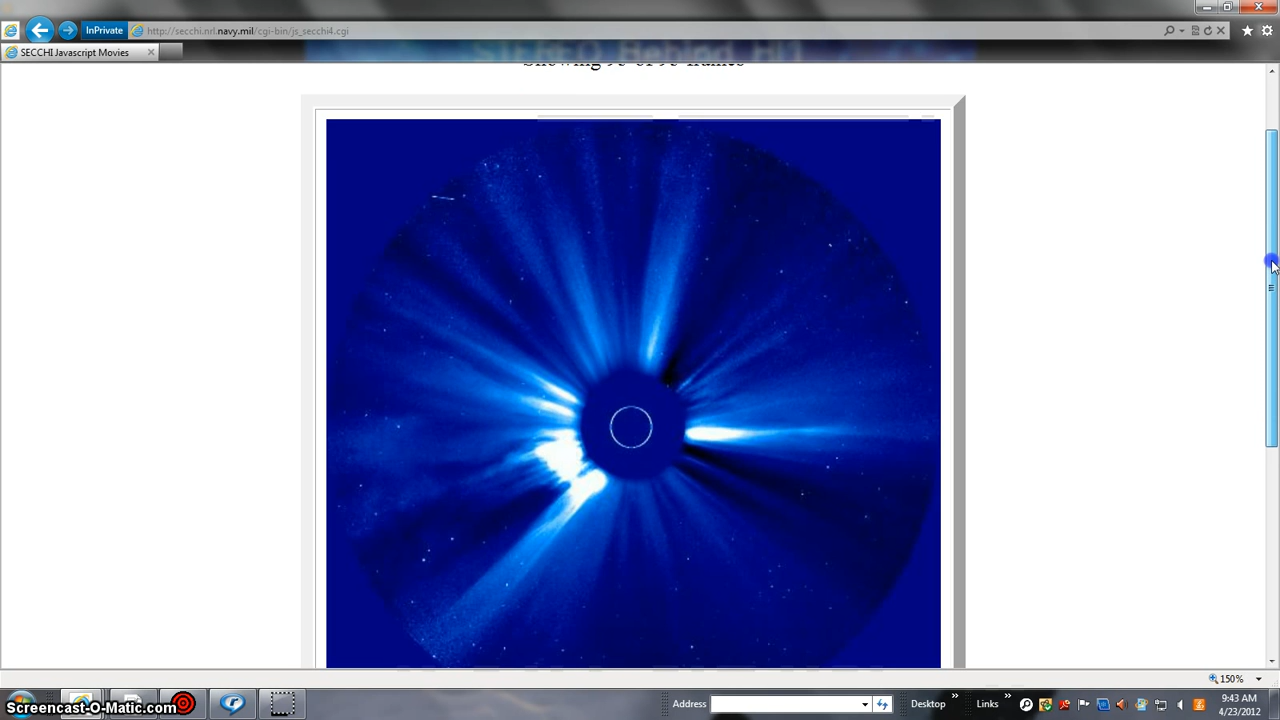 InPrivate
http://secchi.nrl.navy.mil/cgi-bin/js_secchi4.cgi
SECCHI Javascript Movies
150%
Address
Desktop
Links
9:43 AM
4/23/2012
Screencast-O-Matic.com